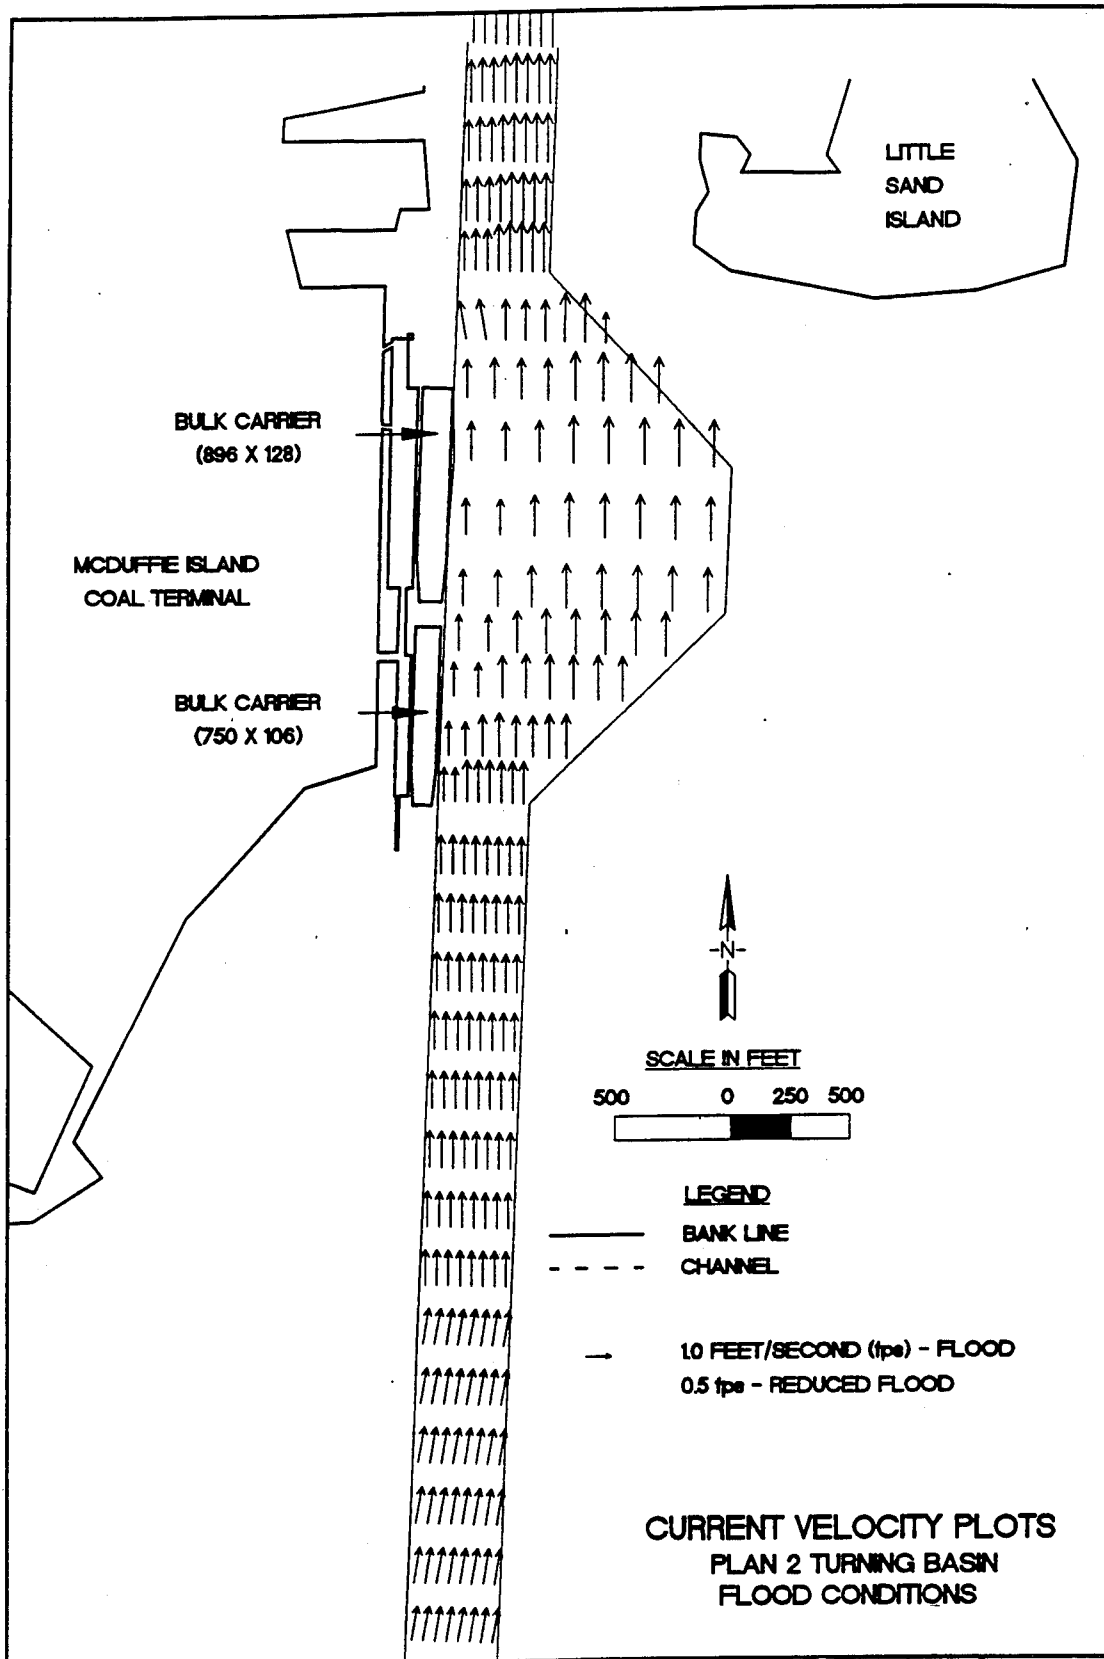 LITTLE
SAND
ISLAND
BULK CARRIER
(896 X 128)
MCDUFFIE ISLAND
COAL TERMINAL
BULK CARRIER
(750 X 106)
-N-
SCALE IN FEET
500 0 250 500
LEGEND
BANK LINE
CHANNEL
1.0 FEET/SECOND (fps) - FLOOD
0.5 fps - REDUCED FLOOD
CURRENT VELOCITY PLOTS
PLAN 2 TURNING BASIN
FLOOD CONDITIONS